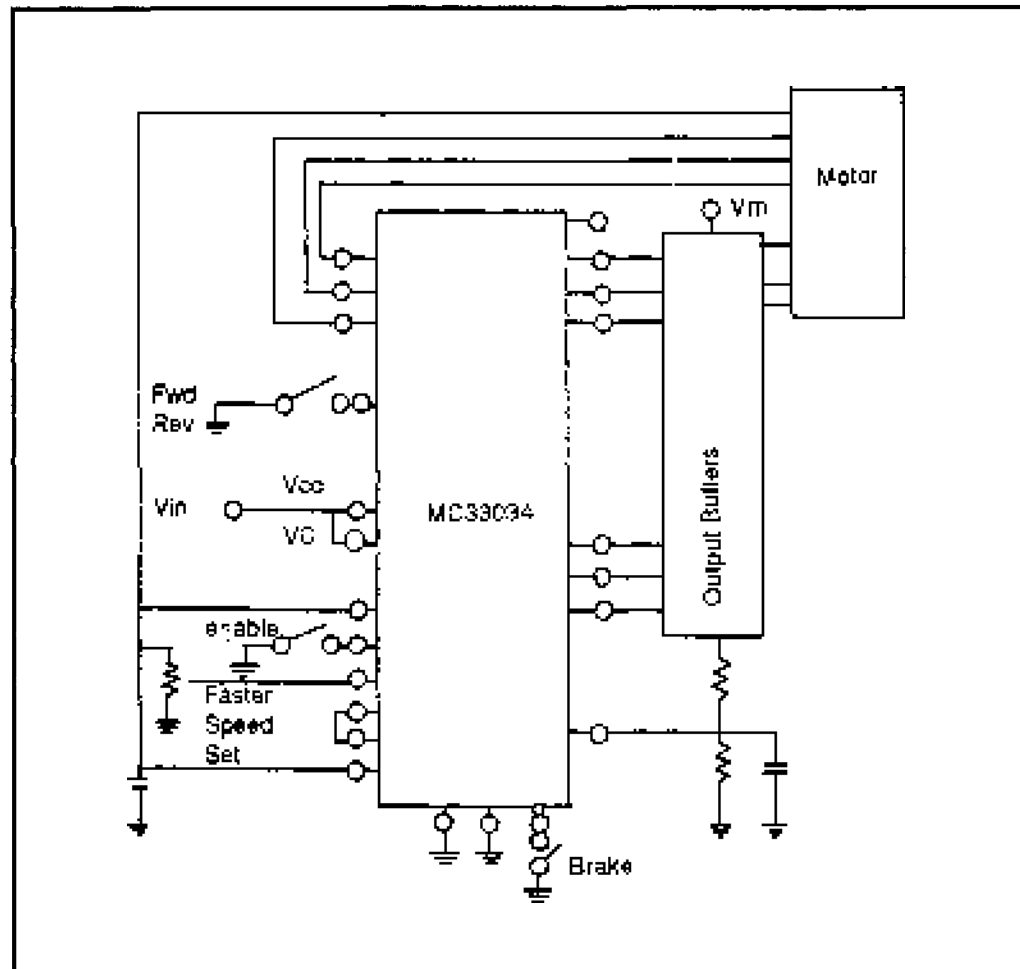 Motor
Vm
Fwd
Rev
Vcc
Vin
VC
MC33034
Output Buffers
enable
Faster
Speed
Set
Brake